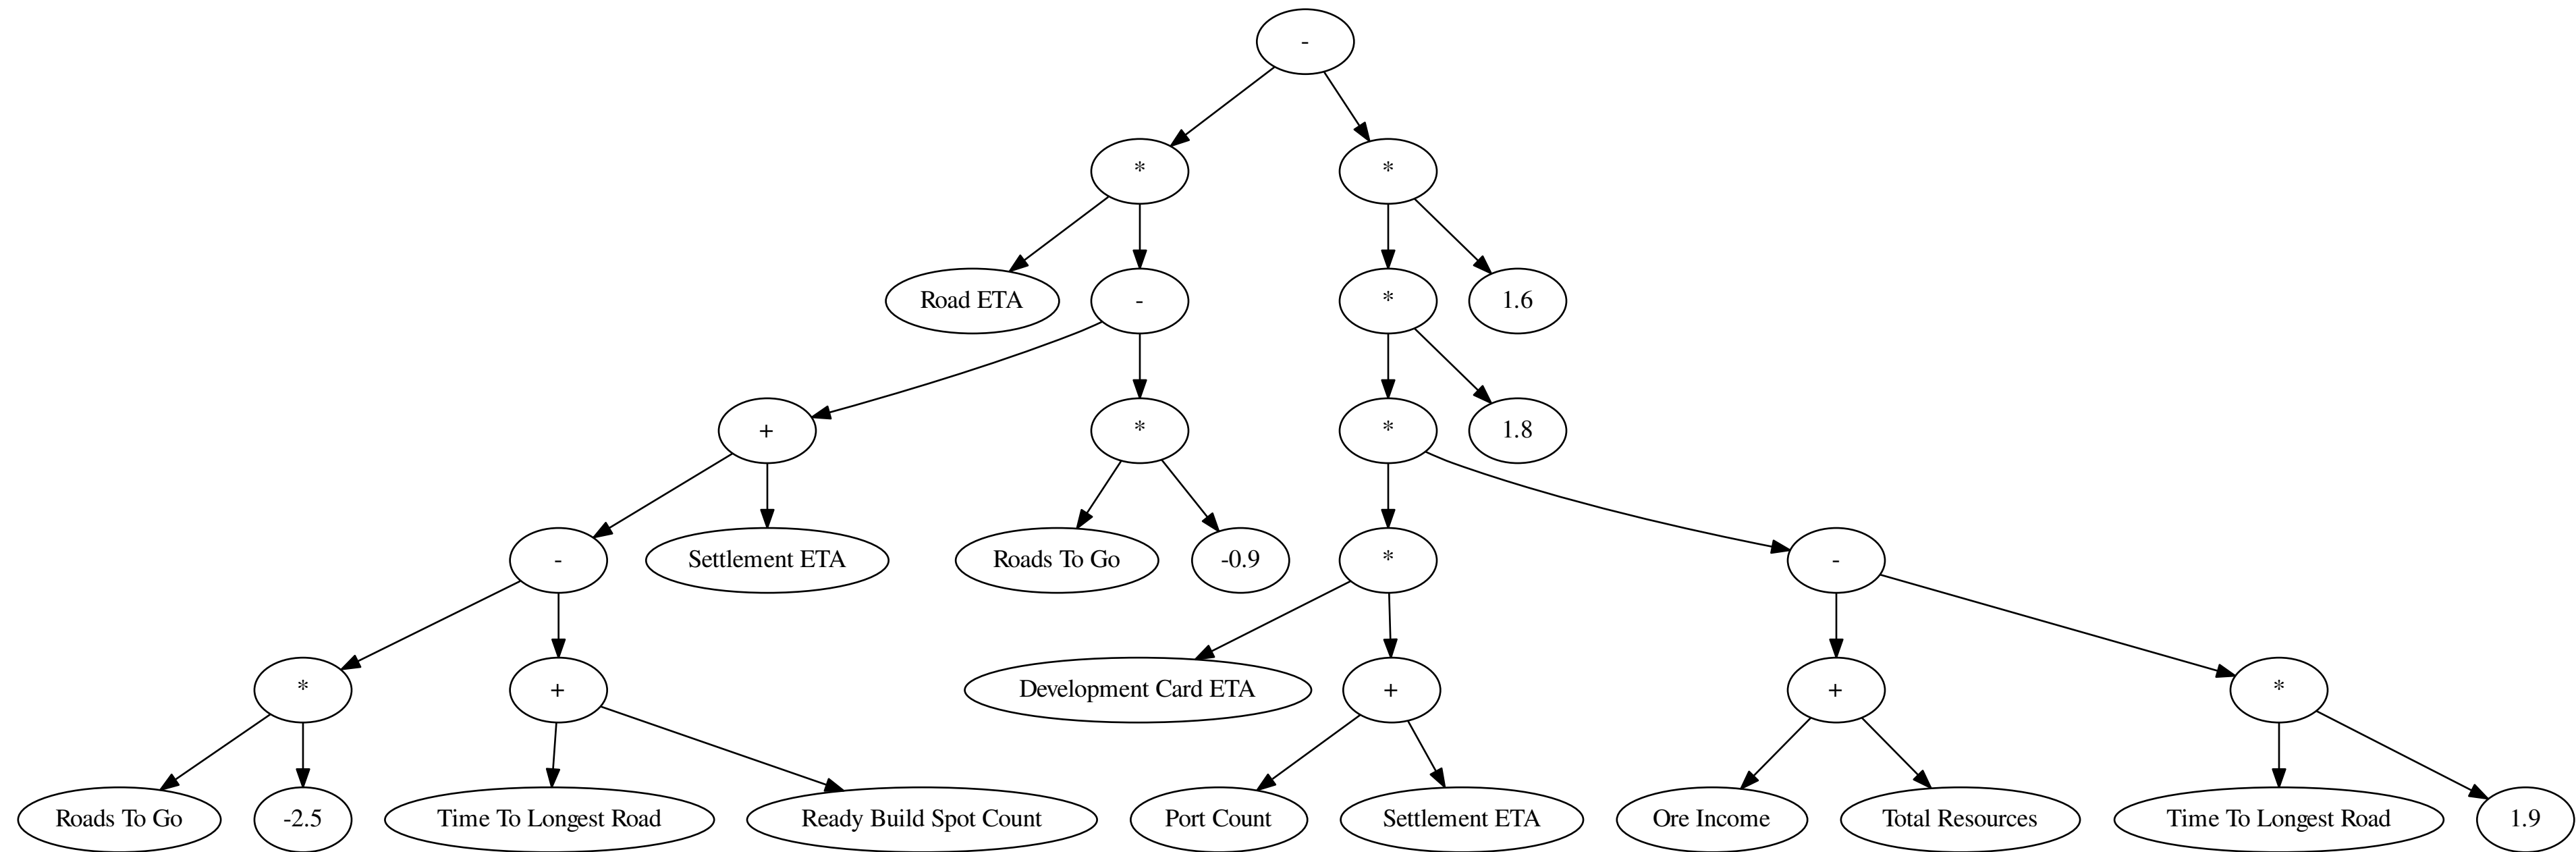 -
*
*
Road ETA
-
*
1.6
+
*
*
1.8
-
Settlement ETA
Roads To Go
-0.9
*
-
*
+
Development Card ETA
+
+
*
Roads To Go
-2.5
Time To Longest Road
Ready Build Spot Count
Port Count
Settlement ETA
Ore Income
Total Resources
Time To Longest Road
1.9